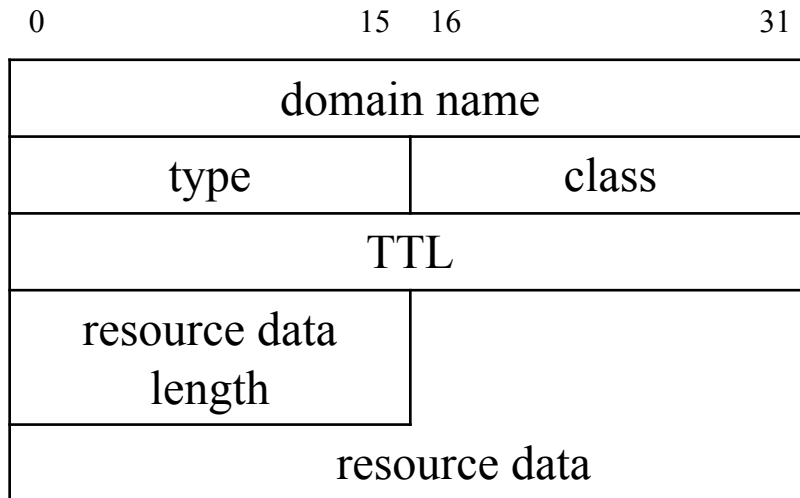 0 15 16 31
domain name
type class
TTL
resource data
length
resource data